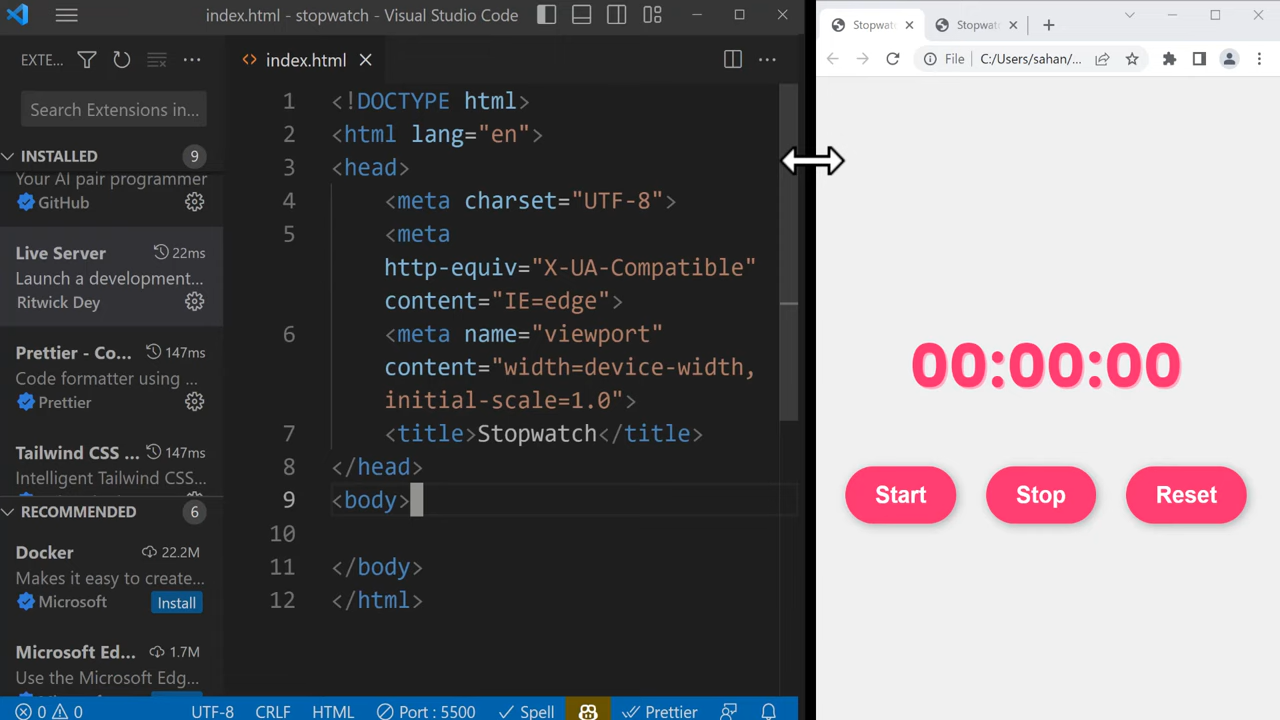 index.html - stopwatch - Visual Studio Code
EXTE...
index.html
Search Extensions in...
INSTALLED 9
Your AI pair programmer
GitHub
Live Server 22ms
Launch a development...
Ritwick Dey
Prettier - Co... 147ms
Code formatter using ...
Prettier
Tailwind CSS ... 147ms
Intelligent Tailwind CSS...
RECOMMENDED 6
Docker 22.2M
Makes it easy to create...
Microsoft Install
Microsoft Ed... 1.7M
Use the Microsoft Edg...
1 <!DOCTYPE html>
2 <html lang="en">
3 <head>
4 <meta charset="UTF-8">
5 <meta
http-equiv="X-UA-Compatible"
content="IE=edge">
6 <meta name="viewport"
content="width=device-width,
initial-scale=1.0">
7 <title>Stopwatch</title>
8 </head>
9 <body>
10
11 </body>
12 </html>
0 0 UTF-8 CRLF HTML Port : 5500 Spell Prettier
Stopwat Stopwat
File C:/Users/sahan/...
00:00:00
Start Stop Reset